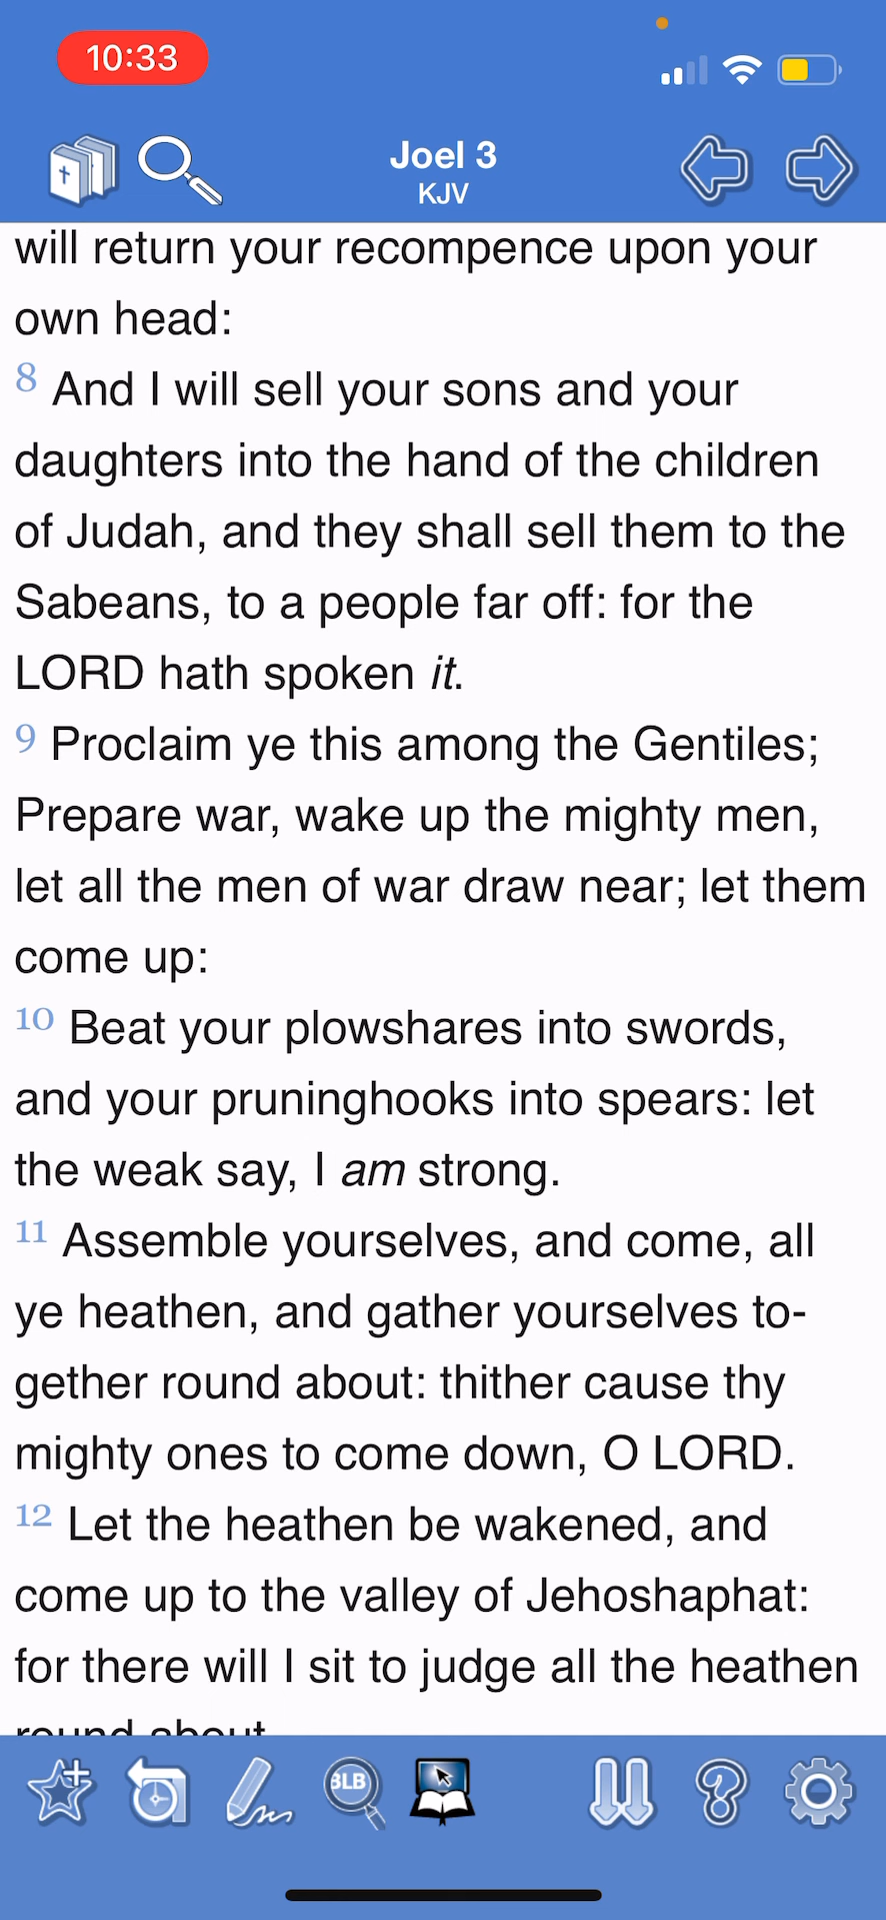 10:33
Joel 3
KJV
will return your recompence upon your
own head:
8 And I will sell your sons and your
daughters into the hand of the children
of Judah, and they shall sell them to the
Sabeans, to a people far off: for the
LORD hath spoken it.
9 Proclaim ye this among the Gentiles;
Prepare war, wake up the mighty men,
let all the men of war draw near; let them
come up:
10 Beat your plowshares into swords,
and your pruninghooks into spears: let
the weak say, I am strong.
11 Assemble yourselves, and come, all
ye heathen, and gather yourselves to-
gether round about: thither cause thy
mighty ones to come down, O LORD.
12 Let the heathen be wakened, and
come up to the valley of Jehoshaphat:
for there will I sit to judge all the heathen
round about
BLB